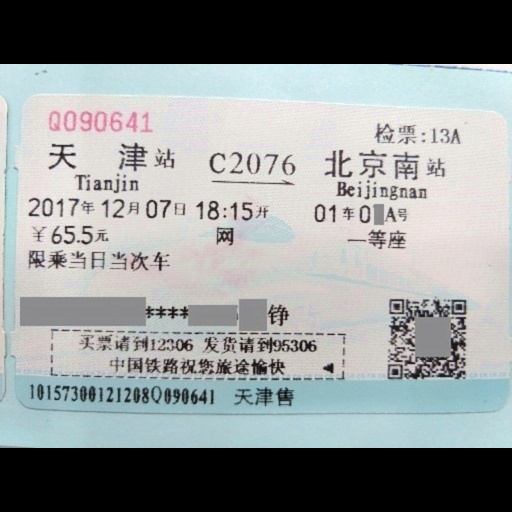 Q090641
检票:13A
天津站 C2076 北京南站
Tianjin Beijingnan
2017年12月07日18:15开 01车0A号
￥65.5元 网 一等座
限乘当日当次车
**** 铮
买票请到12306 发货请到95306
中国铁路祝您旅途愉快
10157300121208Q090641 天津售